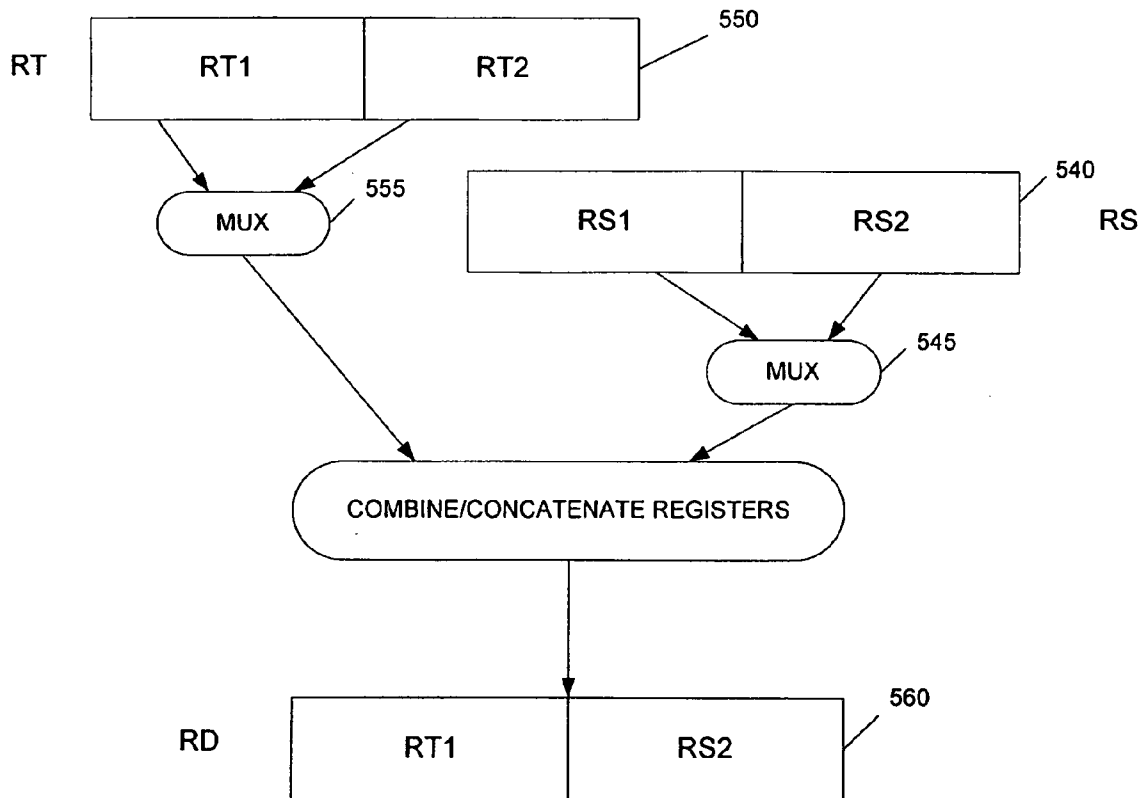 550
RT
RT1
RT2
555
MUX
540
RS1
RS2
RS
545
MUX
COMBINE/CONCATENATE REGISTERS
560
RD
RT1
RS2